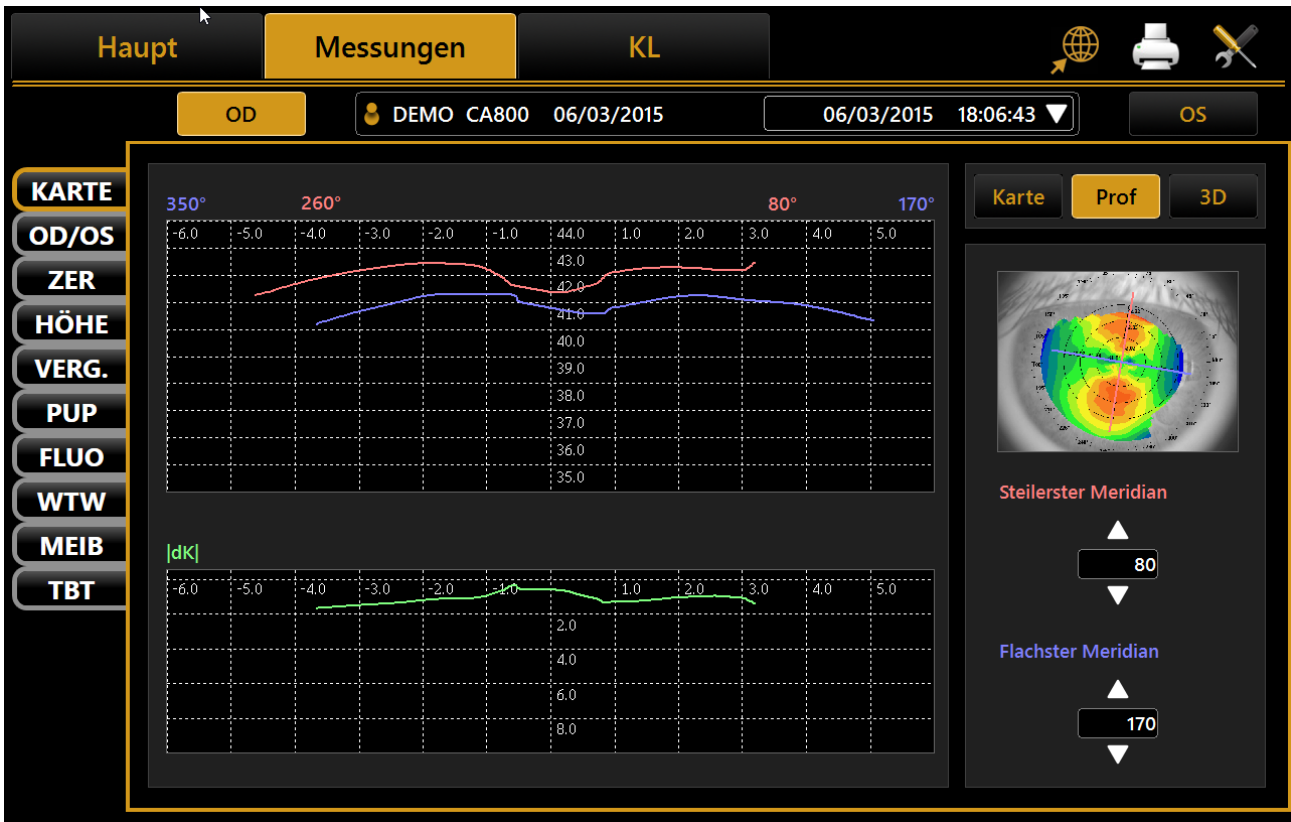 Haupt Messungen KL
OD DEMO CA800 06/03/2015 06/03/2015 18:06:43 OS
KARTE
OD/OS
ZER
HÖHE
VERG.
PUP
FLUO
WTW
MEIB
TBT
350° 260° 80° 170°
-6.0 -5.0 -4.0 -3.0 -2.0 -1.0 44.0 1.0 2.0 3.0 4.0 5.0
43.0
42.0
41.0
40.0
39.0
38.0
37.0
36.0
35.0
|dK|
-6.0 -5.0 -4.0 -3.0 -2.0 -1.0 1.0 2.0 3.0 4.0 5.0
2.0
4.0
6.0
8.0
Karte Prof 3D
Steilerster Meridian
80
Flachster Meridian
170